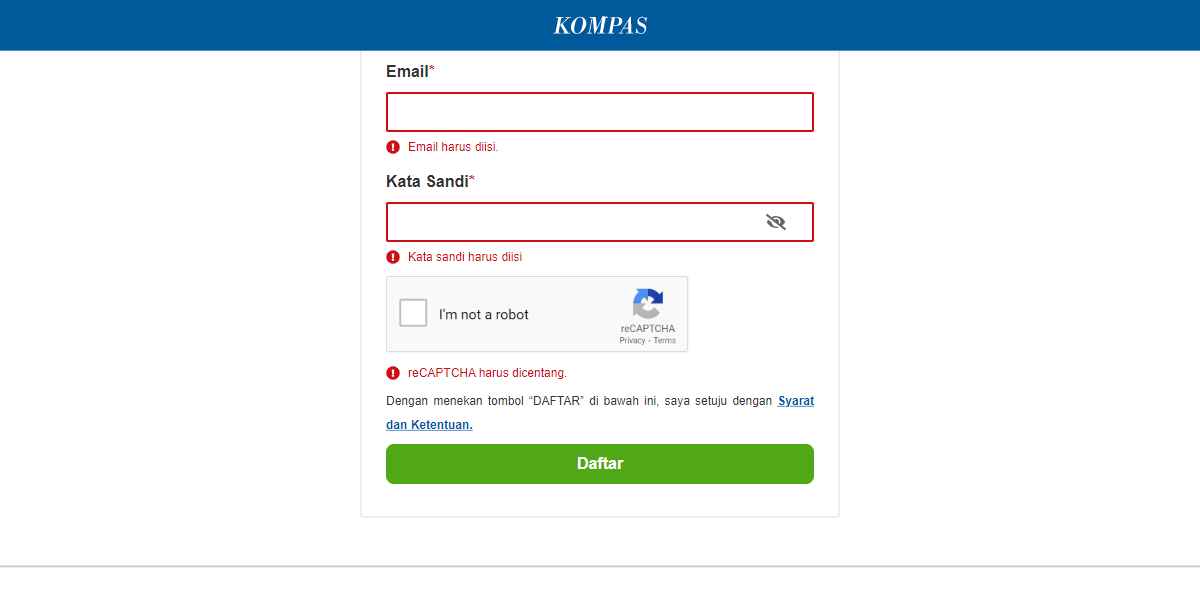 KOMPAS
Email*
Email harus diisi.
Kata Sandi*
Kata sandi harus diisi
I'm not a robot
reCAPTCHA
Privacy - Terms
reCAPTCHA harus dicentang.
Dengan menekan tombol “DAFTAR” di bawah ini, saya setuju dengan Syarat
dan Ketentuan.
Daftar